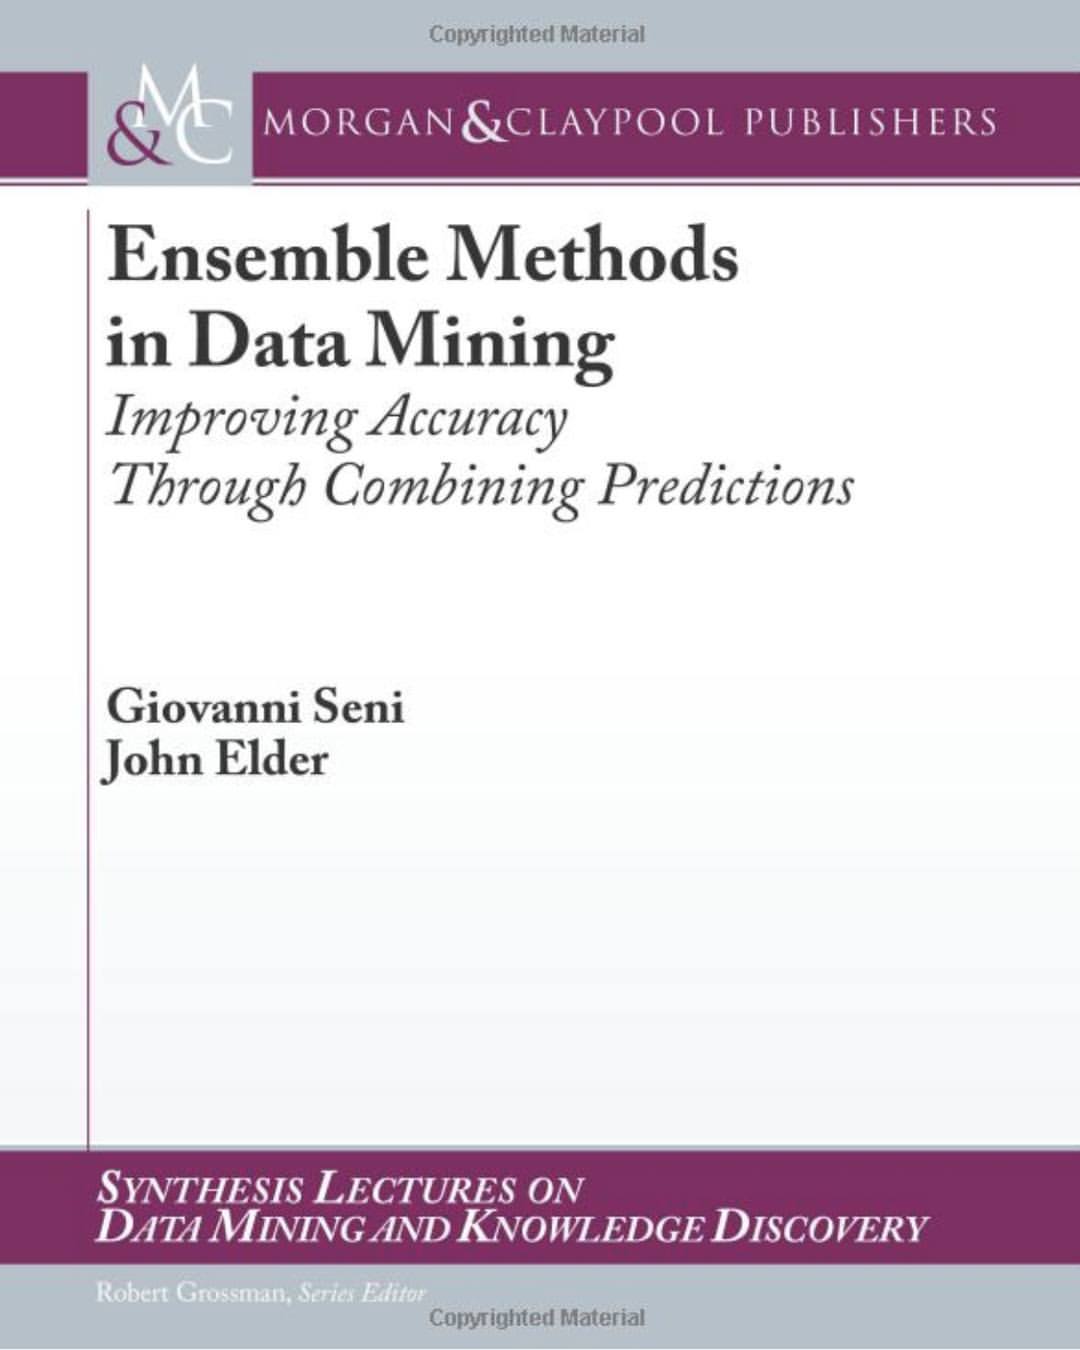 Copyrighted Material
M&C
MORGAN&CLAYPOOL PUBLISHERS
Ensemble Methods
in Data Mining
Improving Accuracy
Through Combining Predictions
Giovanni Seni
John Elder
SYNTHESIS LECTURES ON
DATA MINING AND KNOWLEDGE DISCOVERY
Robert Grossman, Series Editor
Copyrighted Material